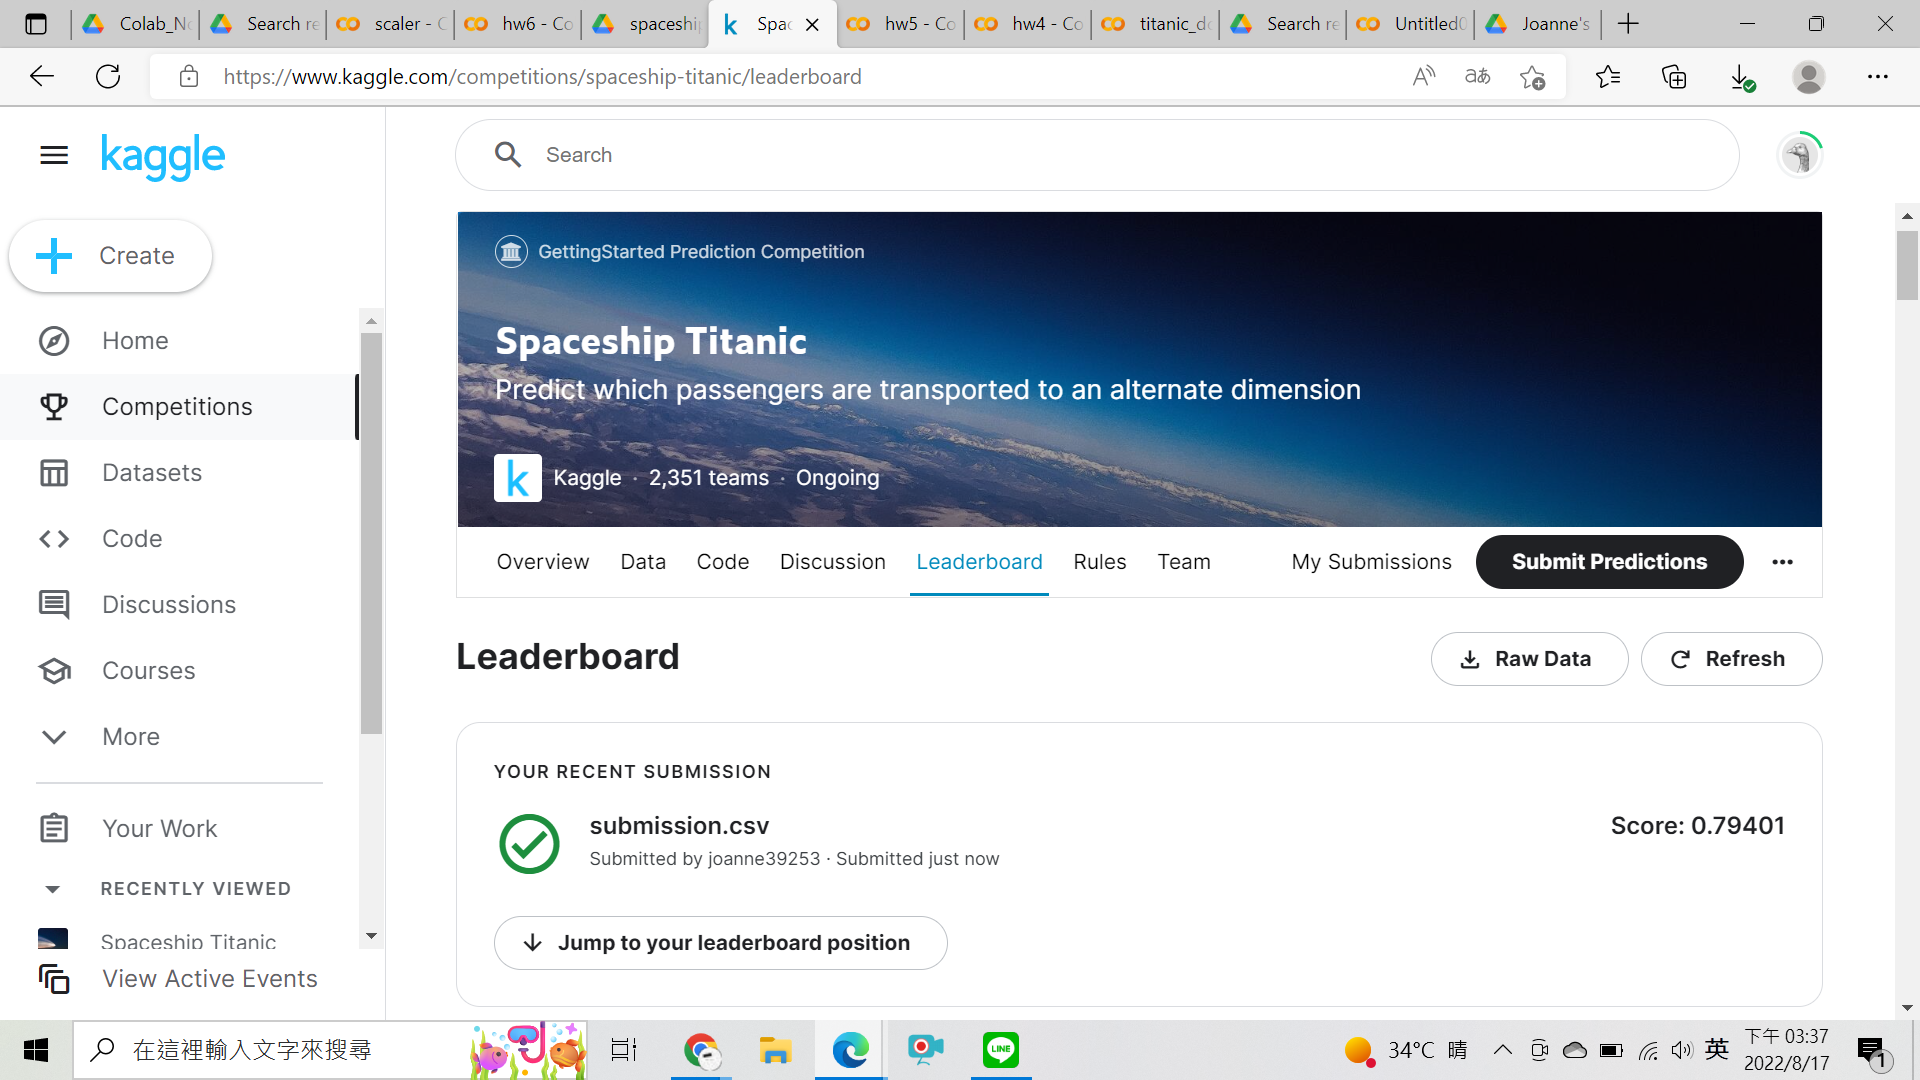 Colab_No
Search re
scaler - C
hw6 - Co
spaceship
Spac
hw5 - Co
hw4 - Co
titanic_do
Search re
Untitled0
Joanne's
https://www.kaggle.com/competitions/spaceship-titanic/leaderboard
kaggle
Search
Create
Home
Competitions
Datasets
Code
Discussions
Courses
More
Your Work
RECENTLY VIEWED
Spaceship Titanic
View Active Events
GettingStarted Prediction Competition
Spaceship Titanic
Predict which passengers are transported to an alternate dimension
k Kaggle · 2,351 teams · Ongoing
Overview Data Code Discussion Leaderboard Rules Team My Submissions Submit Predictions
Leaderboard
Raw Data
Refresh
YOUR RECENT SUBMISSION
submission.csv
Score: 0.79401
Submitted by joanne39253 · Submitted just now
Jump to your leaderboard position
在這裡輸入文字來搜尋
LINE
34°C 晴
英
下午 03:37
2022/8/17
1